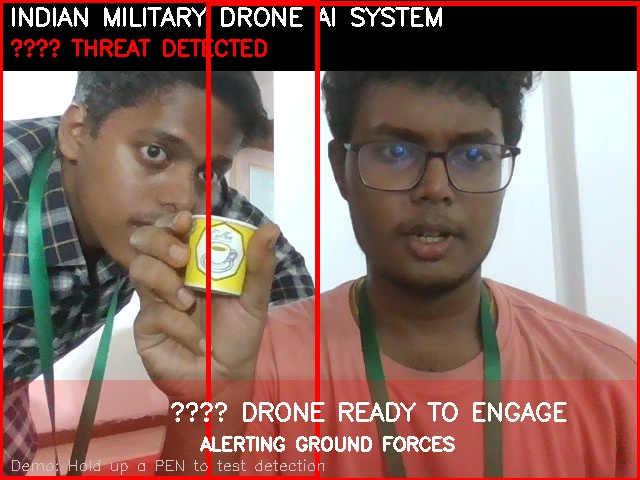 INDIAN MILITARY DRONE AI SYSTEM
???? THREAT DETECTED
Coffee
???? DRONE READY TO ENGAGE
ALERTING GROUND FORCES
Demo: Hold up a PEN to test detection